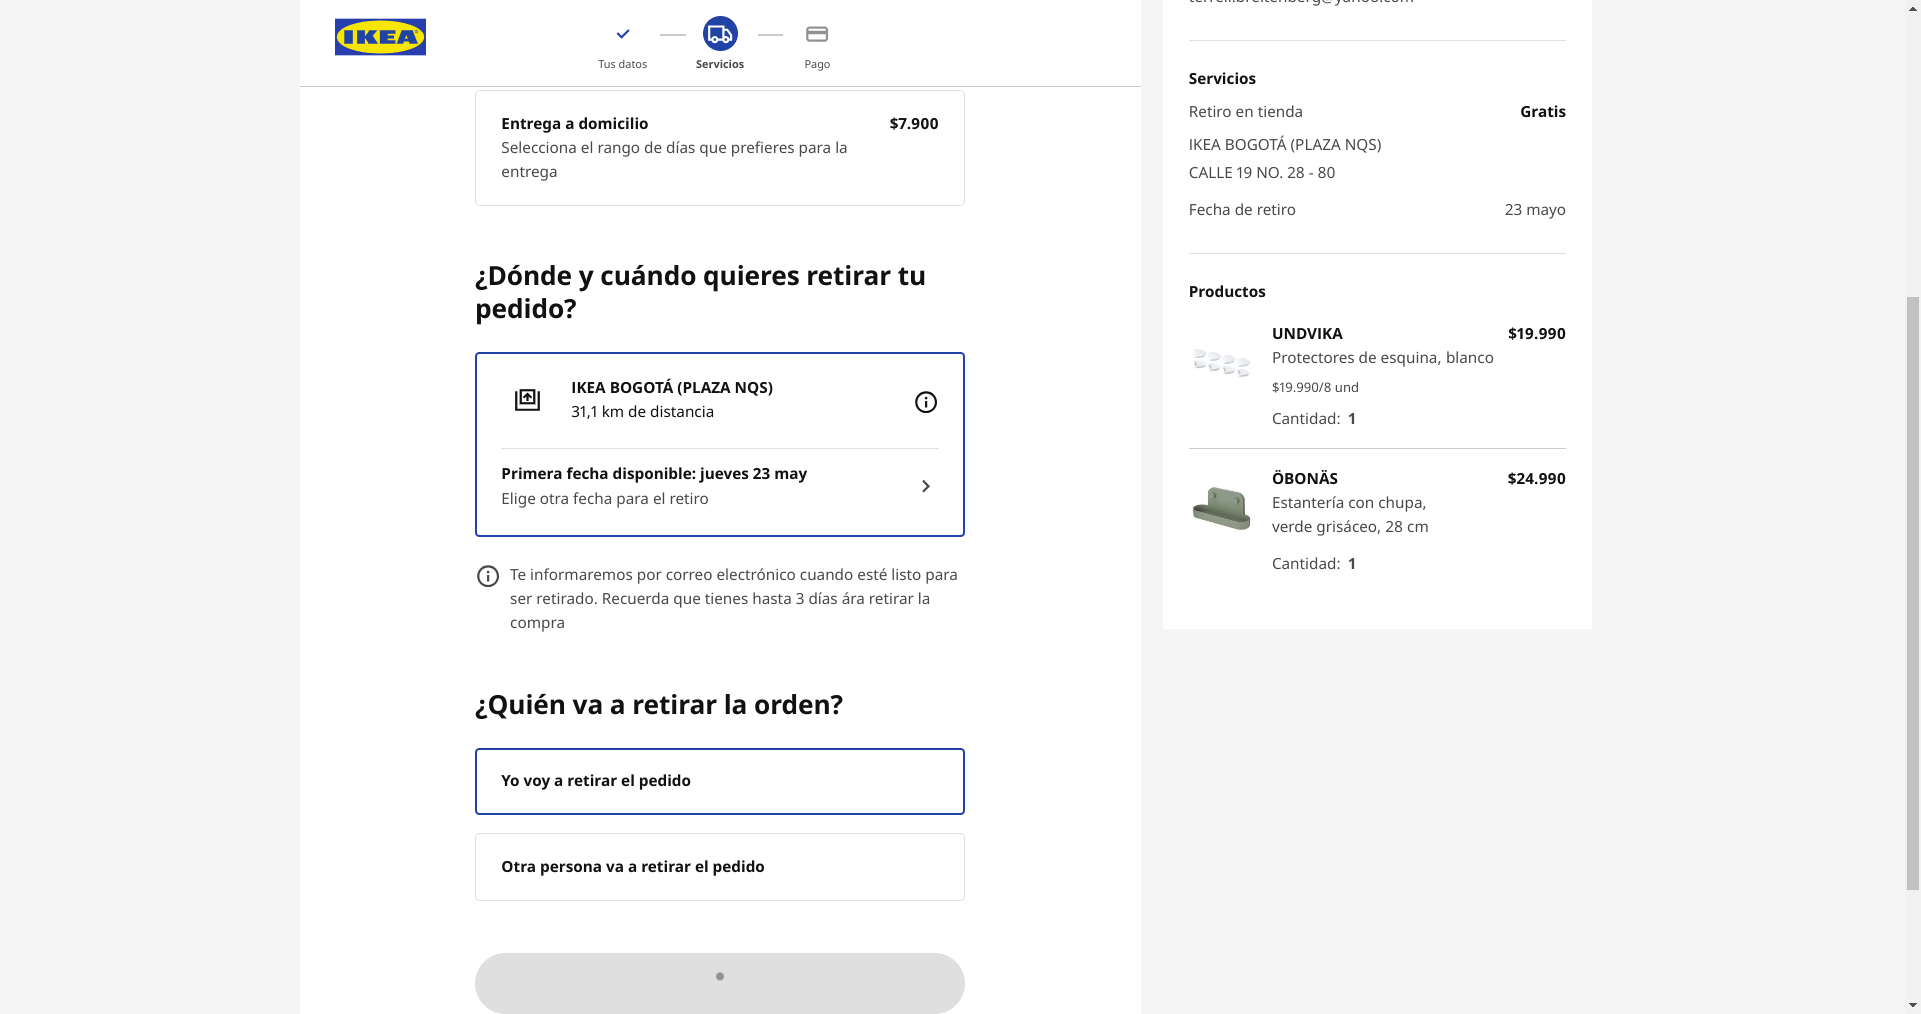 IKEA
Tus datos
Servicios
Pago
Entrega a domicilio
$7.900
Selecciona el rango de días que prefieres para la
entrega
¿Dónde y cuándo quieres retirar tu
pedido?
IKEA BOGOTÁ (PLAZA NQS)
31,1 km de distancia
Primera fecha disponible: jueves 23 may
Elige otra fecha para el retiro
Te informaremos por correo electrónico cuando esté listo para
ser retirado. Recuerda que tienes hasta 3 días ára retirar la
compra
¿Quién va a retirar la orden?
Yo voy a retirar el pedido
Otra persona va a retirar el pedido
Servicios
Retiro en tienda
Gratis
IKEA BOGOTÁ (PLAZA NQS)
CALLE 19 NO. 28 - 80
Fecha de retiro
23 mayo
Productos
UNDVIKA
$19.990
Protectores de esquina, blanco
$19.990/8 und
Cantidad: 1
ÖBONÄS
$24.990
Estantería con chupa,
verde grisáceo, 28 cm
Cantidad: 1